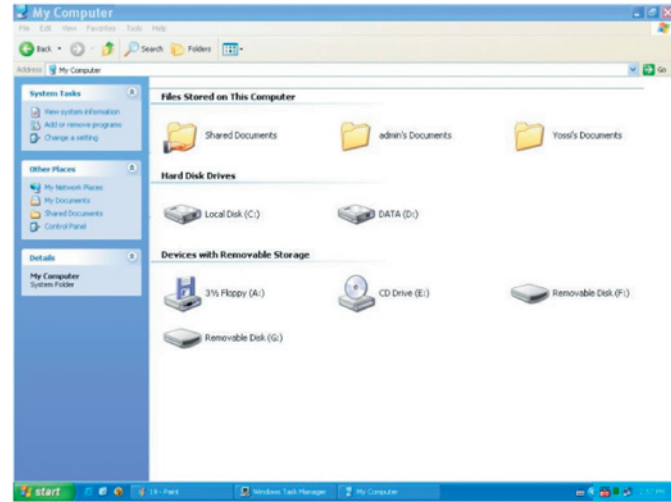 My Computer
File Edit View Favorites Tools Help
Back Search Folders
Address My Computer Go
System Tasks
View system information
Add or remove programs
Change a setting
Other Places
My Network Places
My Documents
Shared Documents
Control Panel
Details
My Computer
System Folder
Files Stored on This Computer
Shared Documents admin's Documents Yossi's Documents
Hard Disk Drives
Local Disk (C:) DATA (D:)
Devices with Removable Storage
3½ Floppy (A:) CD Drive (E:) Removable Disk (F:)
Removable Disk (G:)
start 19 - Paint Windows Task Manager My Computer